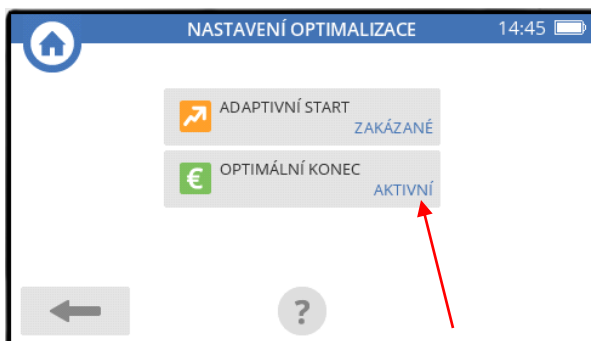 NASTAVENÍ OPTIMALIZACE 14:45
ADAPTIVNÍ START
ZAKÁZANÉ
€ OPTIMÁLNÍ KONEC
AKTIVNÍ
?